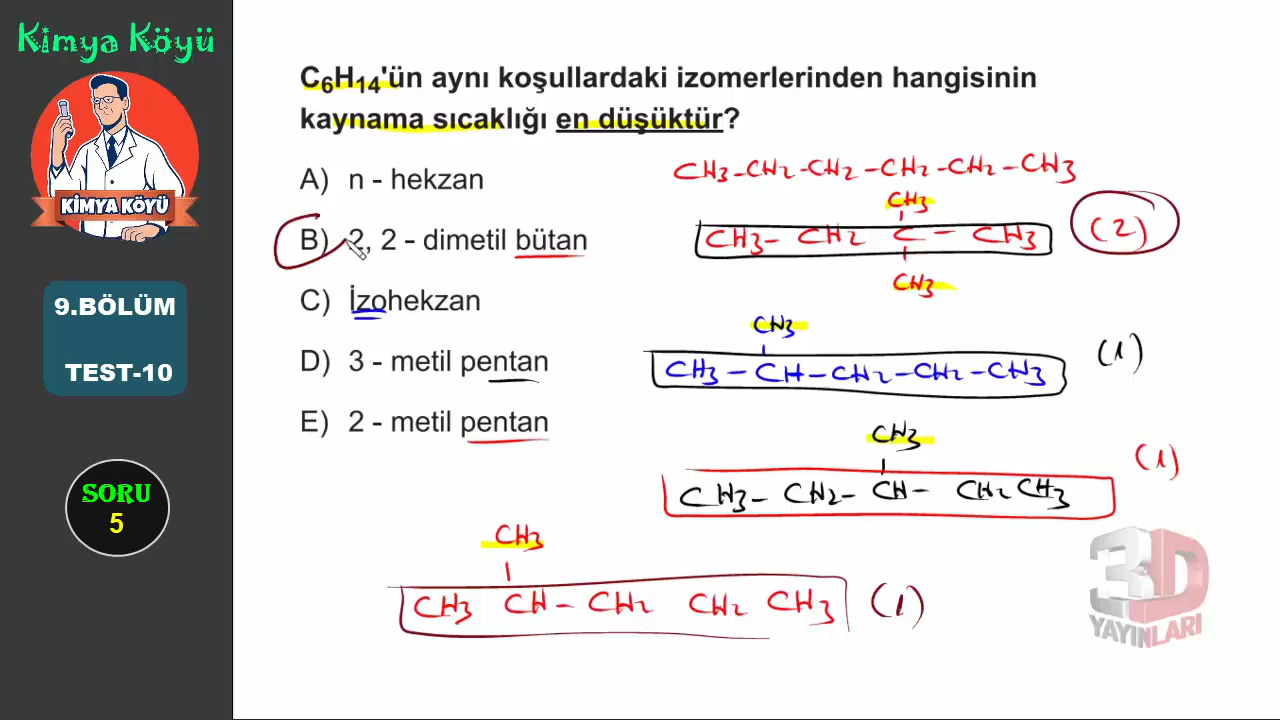 Kimya Köyü
KİMYA KÖYÜ
9.BÖLÜM
TEST-10
SORU
5
C₆H₁₄'ün aynı koşullardaki izomerlerinden hangisinin
kaynama sıcaklığı en düşüktür?
A) n - hekzan
B) 2, 2 - dimetil bütan
C) İzohekzan
D) 3 - metil pentan
E) 2 - metil pentan
CH₃-CH₂-CH₂-CH₂-CH₂-CH₃
CH₃
CH₃- CH₂ C - CH₃ (2)
CH₃
CH₃
CH₃ - CH - CH₂ - CH₂ - CH₃ (1)
CH₃
CH₃ - CH₂ - CH - CH₂ CH₃ (1)
CH₃
CH₃ CH - CH₂ CH₂ CH₃ (1)
3D
YAYINLARI